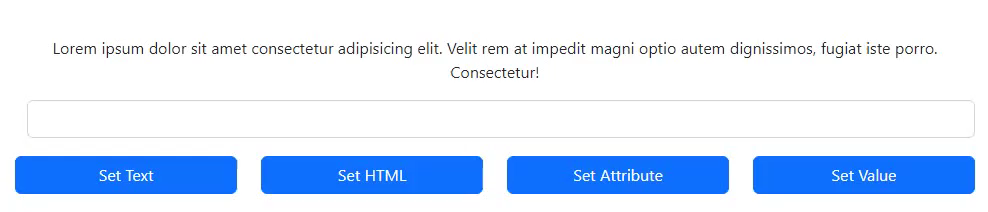 Lorem ipsum dolor sit amet consectetur adipisicing elit. Velit rem at impedit magni optio autem dignissimos, fugiat iste porro.
Consectetur!
Set Text
Set HTML
Set Attribute
Set Value